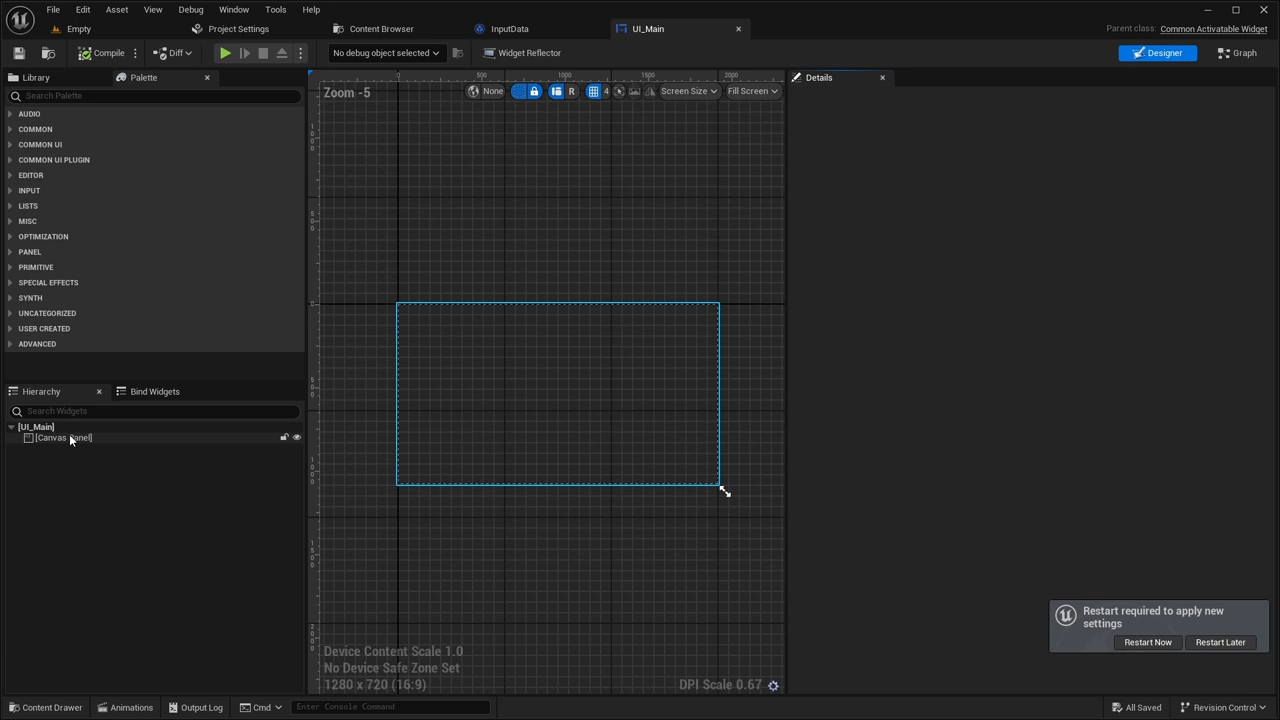 File Edit Asset View Debug Window Tools Help
Empty Project Settings Content Browser InputData UI_Main Parent class: Common Activatable Widget
Compile Diff No debug object selected Widget Reflector Designer Graph
Library Palette Details
Search Palette
Zoom -5 None R 4 Screen Size Fill Screen
0 500 1000 1500 2000
AUDIO
COMMON
COMMON UI
COMMON UI PLUGIN
EDITOR
INPUT
LISTS
MISC
OPTIMIZATION
PANEL
PRIMITIVE
SPECIAL EFFECTS
SYNTH
UNCATEGORIZED
USER CREATED
ADVANCED
Hierarchy Bind Widgets
Search Widgets
[UI_Main]
[Canvas Panel]
Restart required to apply new
settings
Restart Now Restart Later
Device Content Scale 1.0
No Device Safe Zone Set
1280 x 720 (16:9) DPI Scale 0.67
Content Drawer Animations Output Log Cmd Enter Console Command All Saved Revision Control